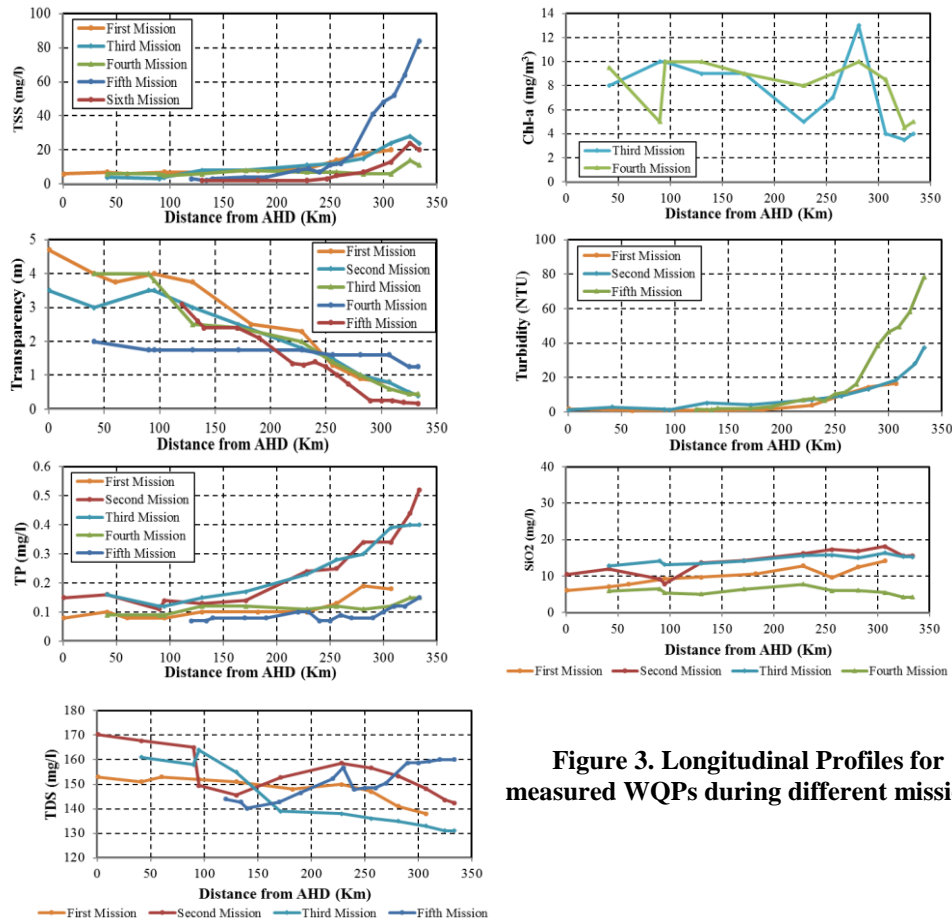 100
80
60
40
20
0
TSS (mg/l)
First Mission
Third Mission
Fourth Mission
Fifth Mission
Sixth Mission
0 50 100 150 200 250 300 350
Distance from AHD (Km)
14
12
10
8
6
4
2
0
Chl-a (mg/m³)
Third Mission
Fourth Mission
0 50 100 150 200 250 300 350
Distance from AHD (Km)
5
4
3
2
1
0
Transparency (m)
First Mission
Second Mission
Third Mission
Fourth Mission
Fifth Mission
0 50 100 150 200 250 300 350
Distance from AHD (Km)
100
80
60
40
20
0
Turbidity (NTU)
First Mission
Second Mission
Fifth Mission
0 50 100 150 200 250 300 350
Distance from AHD (Km)
0.6
0.5
0.4
0.3
0.2
0.1
0
TP (mg/l)
First Mission
Second Mission
Third Mission
Fourth Mission
Fifth Mission
0 50 100 150 200 250 300 350
Distance from AHD (Km)
40
30
20
10
0
SiO2 (mg/l)
0 50 100 150 200 250 300 350
Distance from AHD (Km)
First Mission Second Mission Third Mission Fourth Mission
180
170
160
150
140
130
120
TDS (mg/l)
0 50 100 150 200 250 300 350
Distance from AHD (Km)
First Mission Second Mission Third Mission Fifth Mission
Figure 3. Longitudinal Profiles for
measured WQPs during different missi